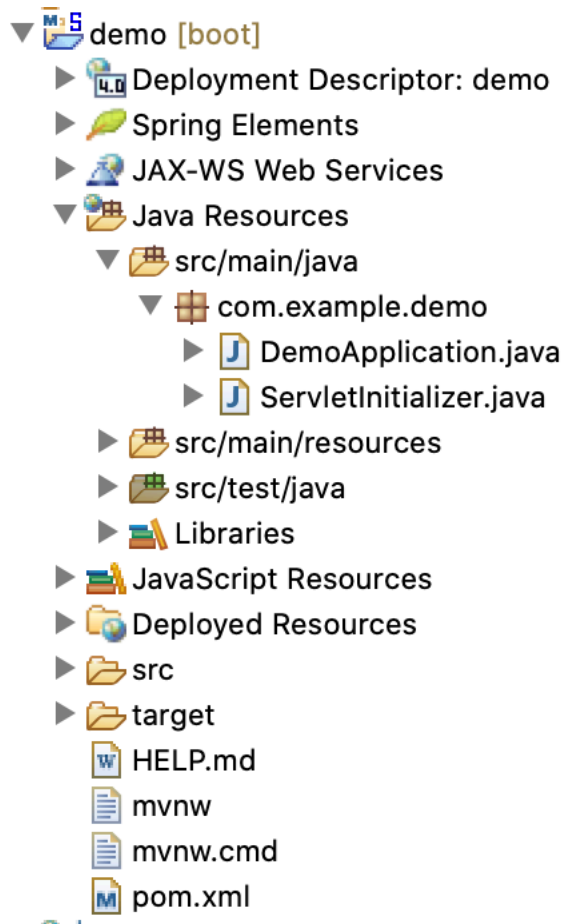 demo [boot]
Deployment Descriptor: demo
Spring Elements
JAX-WS Web Services
Java Resources
src/main/java
com.example.demo
DemoApplication.java
ServletInitializer.java
src/main/resources
src/test/java
Libraries
JavaScript Resources
Deployed Resources
src
target
HELP.md
mvnw
mvnw.cmd
pom.xml